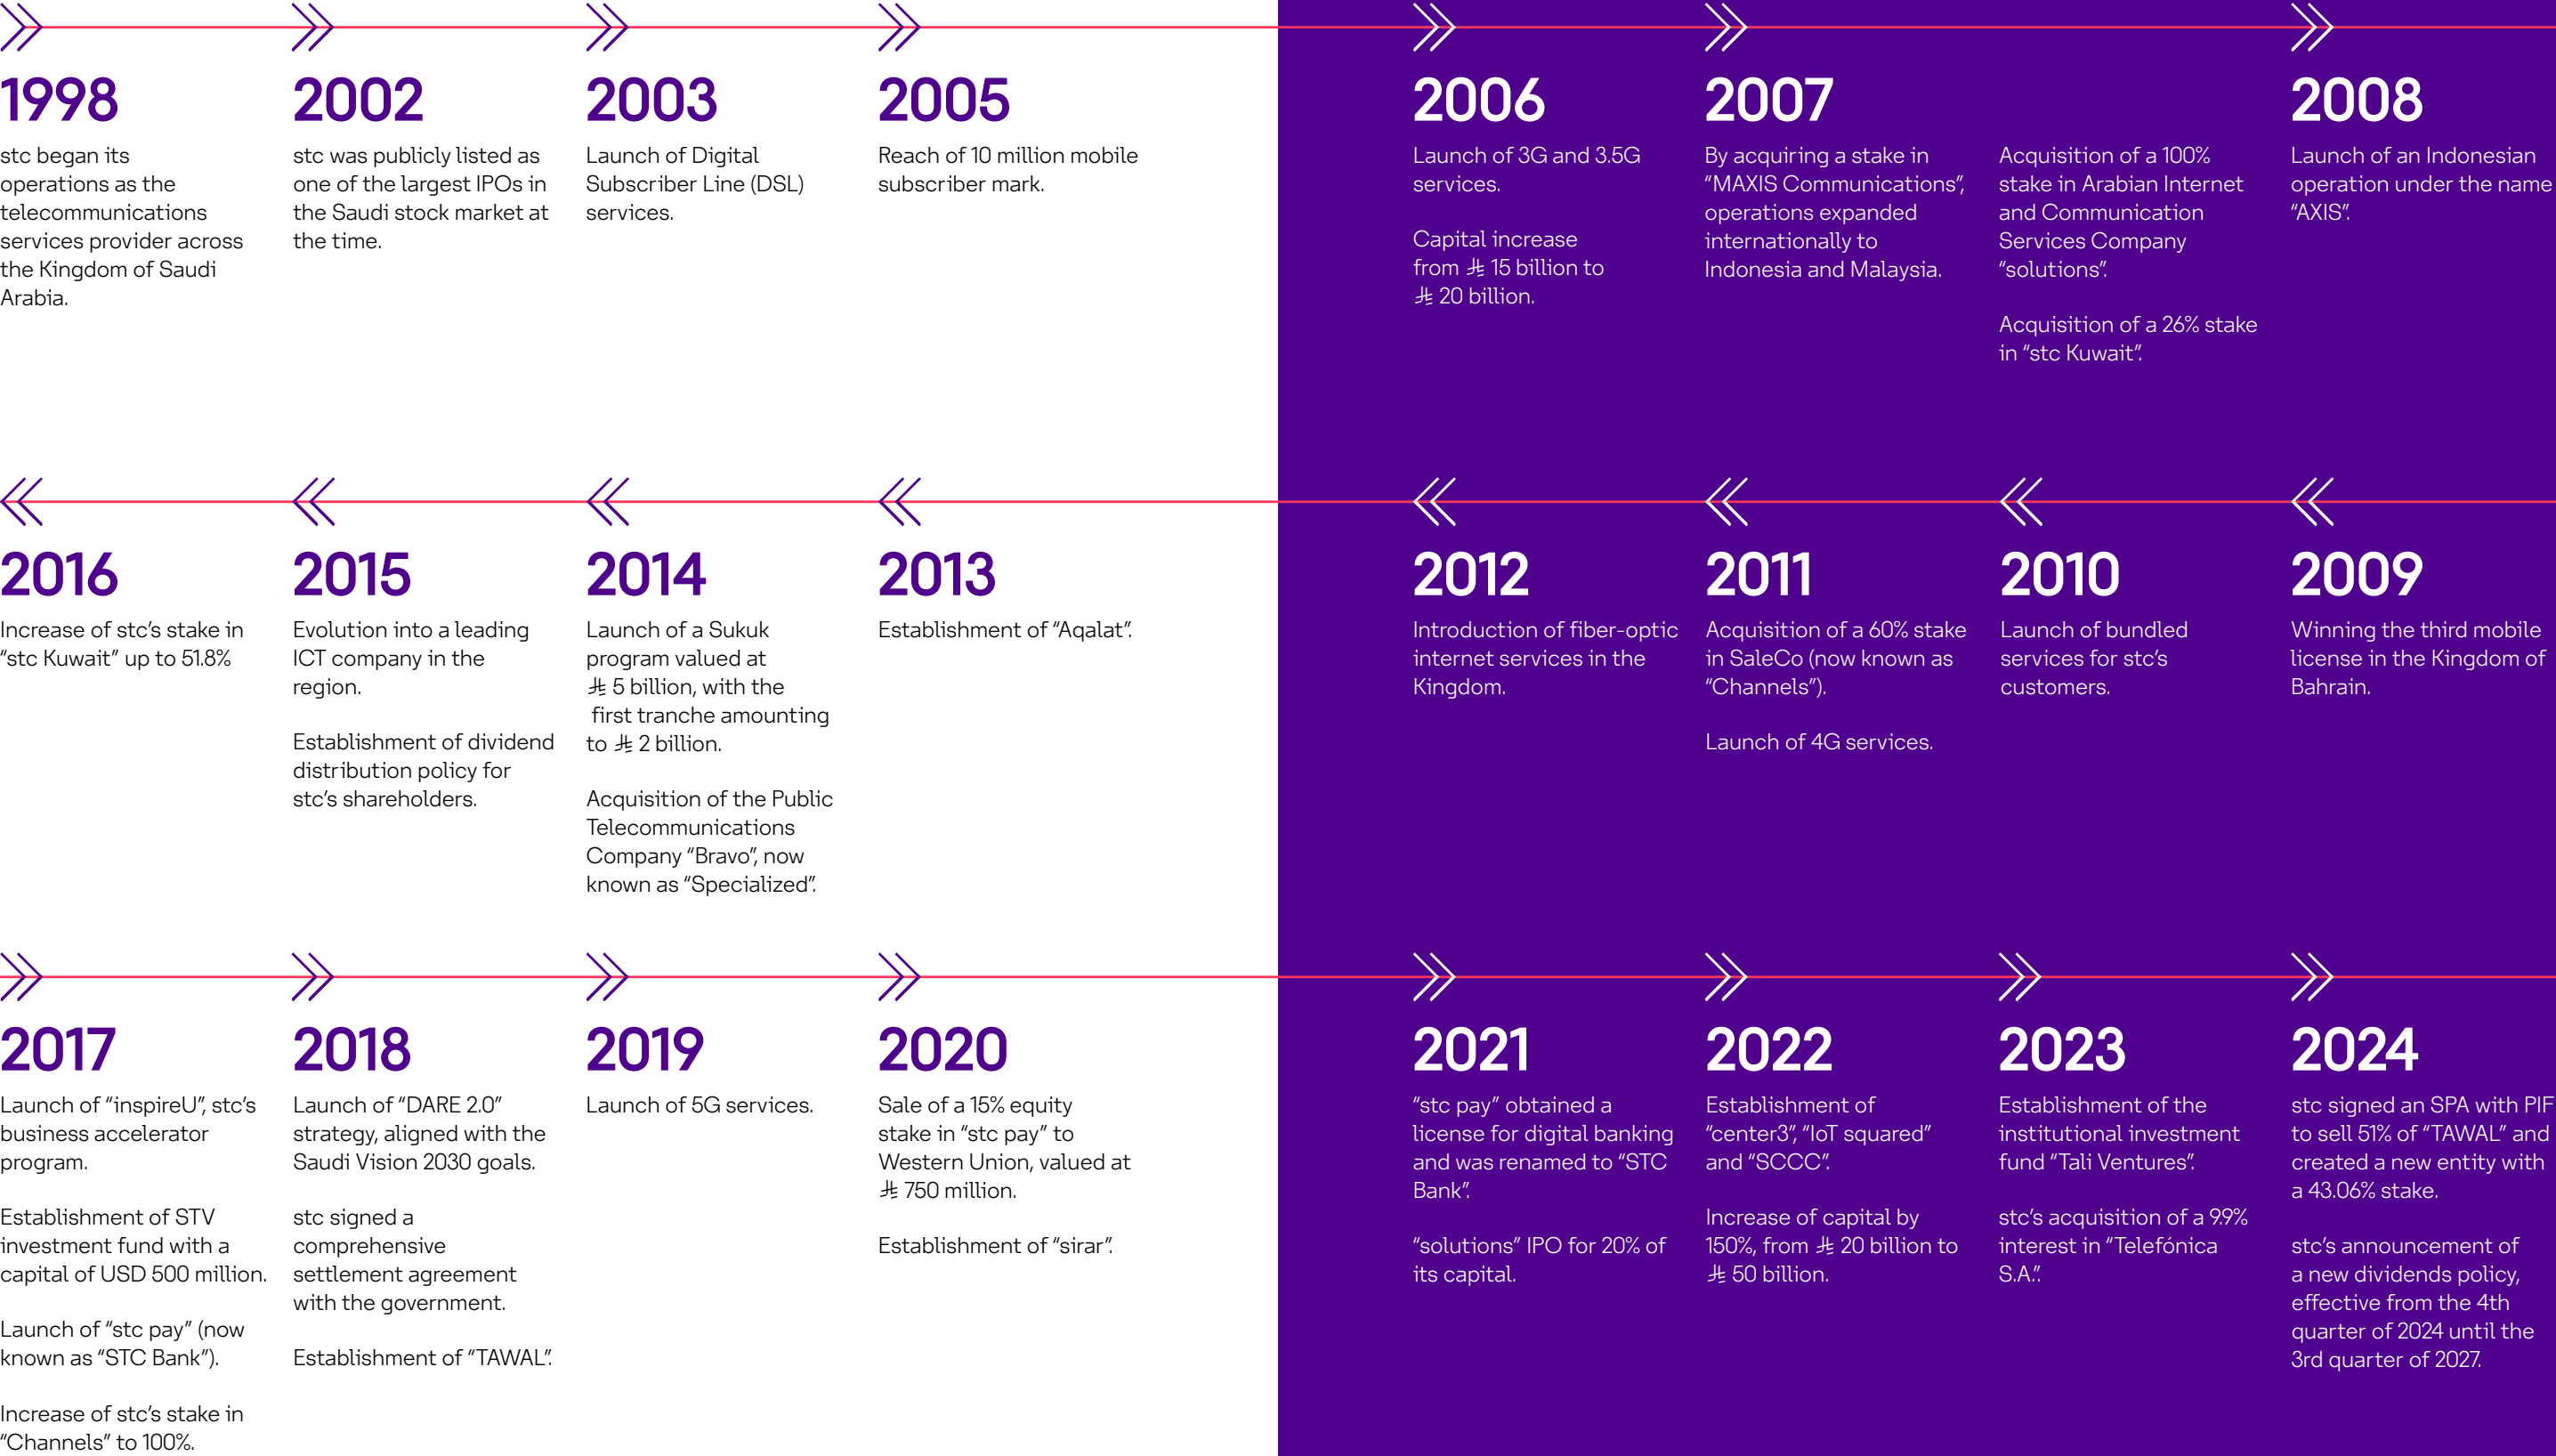 1998
stc began its
operations as the
telecommunications
services provider across
the Kingdom of Saudi
Arabia.
2002
stc was publicly listed as
one of the largest IPOs in
the Saudi stock market at
the time.
2003
Launch of Digital
Subscriber Line (DSL)
services.
2005
Reach of 10 million mobile
subscriber mark.
2006
Launch of 3G and 3.5G
services.
Capital increase
from ⃁ 15 billion to
⃁ 20 billion.
2007
By acquiring a stake in
“MAXIS Communications”,
operations expanded
internationally to
Indonesia and Malaysia.
Acquisition of a 100%
stake in Arabian Internet
and Communication
Services Company
“solutions”.
Acquisition of a 26% stake
in “stc Kuwait”.
2008
Launch of an Indonesian
operation under the name
“AXIS”.
2009
Winning the third mobile
license in the Kingdom of
Bahrain.
2010
Launch of bundled
services for stc’s
customers.
2011
Acquisition of a 60% stake
in SaleCo (now known as
“Channels”).
Launch of 4G services.
2012
Introduction of fiber-optic
internet services in the
Kingdom.
2013
Establishment of “Aqalat”.
2014
Launch of a Sukuk
program valued at
⃁ 5 billion, with the
first tranche amounting
to ⃁ 2 billion.
Acquisition of the Public
Telecommunications
Company “Bravo”, now
known as “Specialized”.
2015
Evolution into a leading
ICT company in the
region.
Establishment of dividend
distribution policy for
stc’s shareholders.
2016
Increase of stc’s stake in
“stc Kuwait” up to 51.8%
2017
Launch of “inspireU”, stc’s
business accelerator
program.
Establishment of STV
investment fund with a
capital of USD 500 million.
Launch of “stc pay” (now
known as “STC Bank”).
Increase of stc’s stake in
“Channels” to 100%.
2018
Launch of “DARE 2.0”
strategy, aligned with the
Saudi Vision 2030 goals.
stc signed a
comprehensive
settlement agreement
with the government.
Establishment of “TAWAL”.
2019
Launch of 5G services.
2020
Sale of a 15% equity
stake in “stc pay” to
Western Union, valued at
⃁ 750 million.
Establishment of “sirar”.
2021
“stc pay” obtained a
license for digital banking
and was renamed to “STC
Bank”.
“solutions” IPO for 20% of
its capital.
2022
Establishment of
“center3”, “IoT squared”
and “SCCC”.
Increase of capital by
150%, from ⃁ 20 billion to
⃁ 50 billion.
2023
Establishment of the
institutional investment
fund “Tali Ventures”.
stc’s acquisition of a 9.9%
interest in “Telefónica
S.A.”.
2024
stc signed an SPA with PIF
to sell 51% of “TAWAL” and
created a new entity with
a 43.06% stake.
stc’s announcement of
a new dividends policy,
effective from the 4th
quarter of 2024 until the
3rd quarter of 2027.